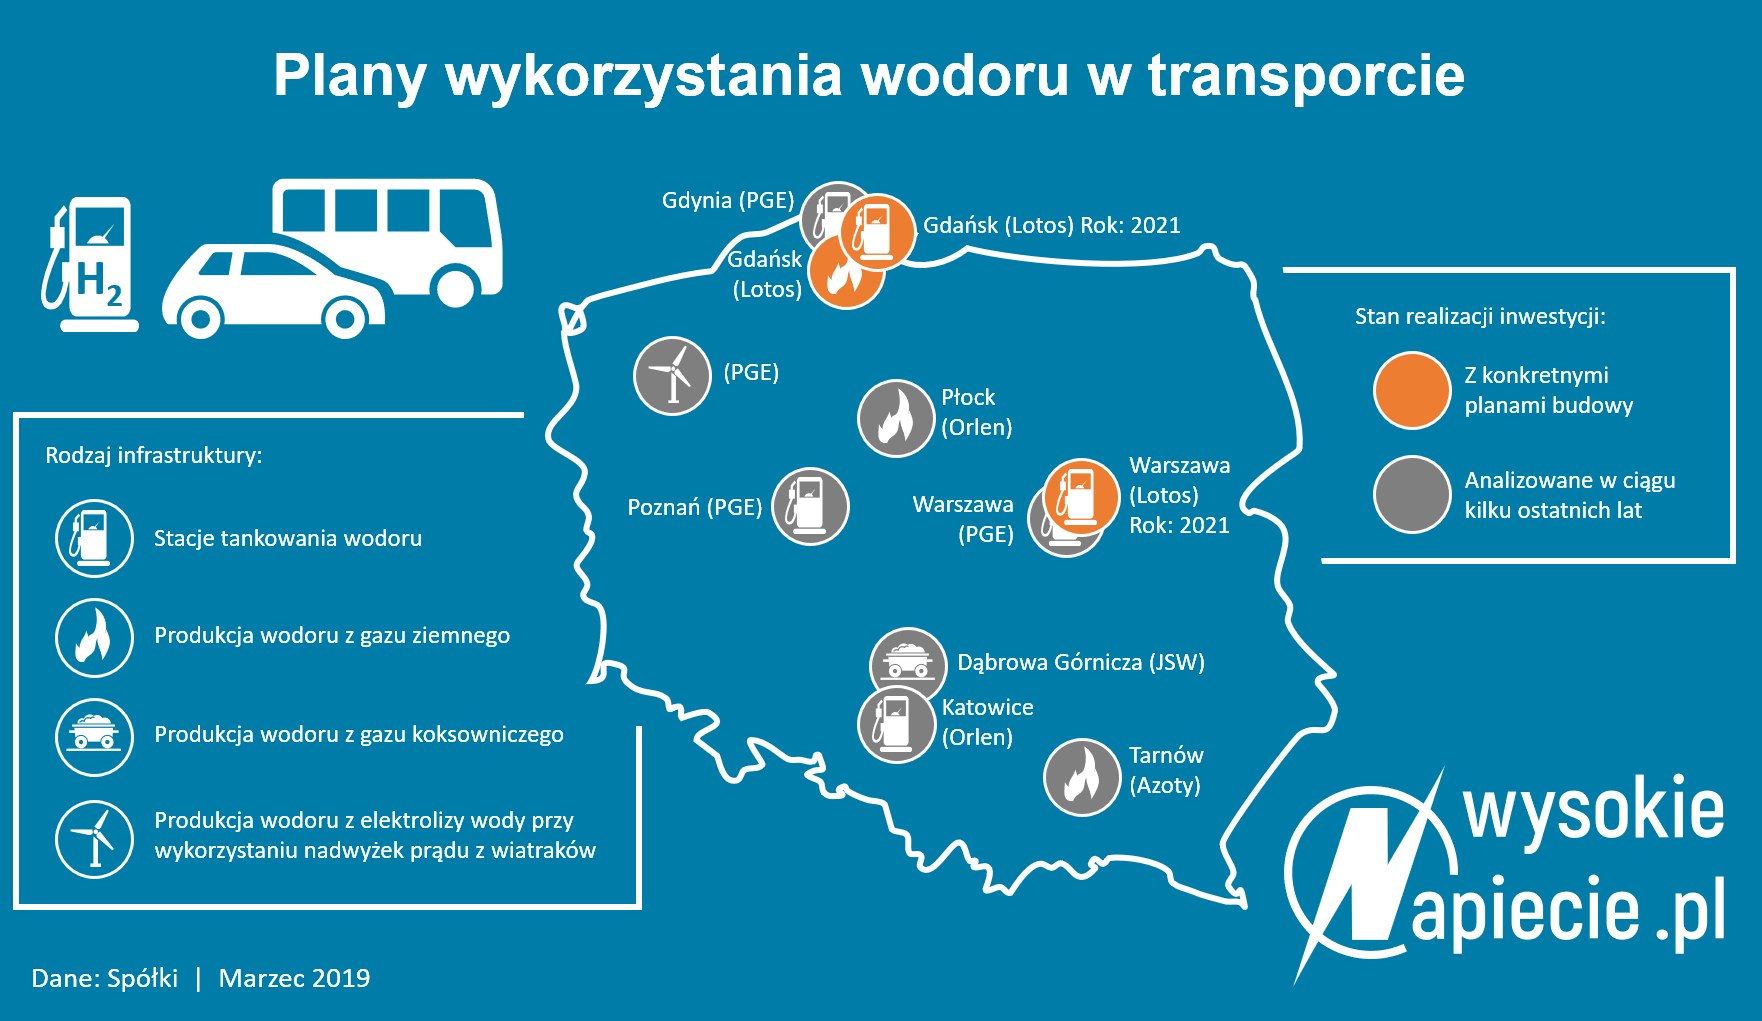 Plany wykorzystania wodoru w transporcie
H2
Gdynia (PGE)
Gdańsk (Lotos) Rok: 2021
Gdańsk
(Lotos)
(PGE)
Płock
(Orlen)
Poznań (PGE)
Warszawa
(PGE)
Warszawa
(Lotos)
Rok: 2021
Dąbrowa Górnicza (JSW)
Katowice
(Orlen)
Tarnów
(Azoty)
Stan realizacji inwestycji:
Z konkretnymi
planami budowy
Analizowane w ciągu
kilku ostatnich lat
Rodzaj infrastruktury:
Stacje tankowania wodoru
Produkcja wodoru z gazu ziemnego
Produkcja wodoru z gazu koksowniczego
Produkcja wodoru z elektrolizy wody przy
wykorzystaniu nadwyżek prądu z wiatraków
wysokie
Napiecie.pl
Dane: Spółki | Marzec 2019